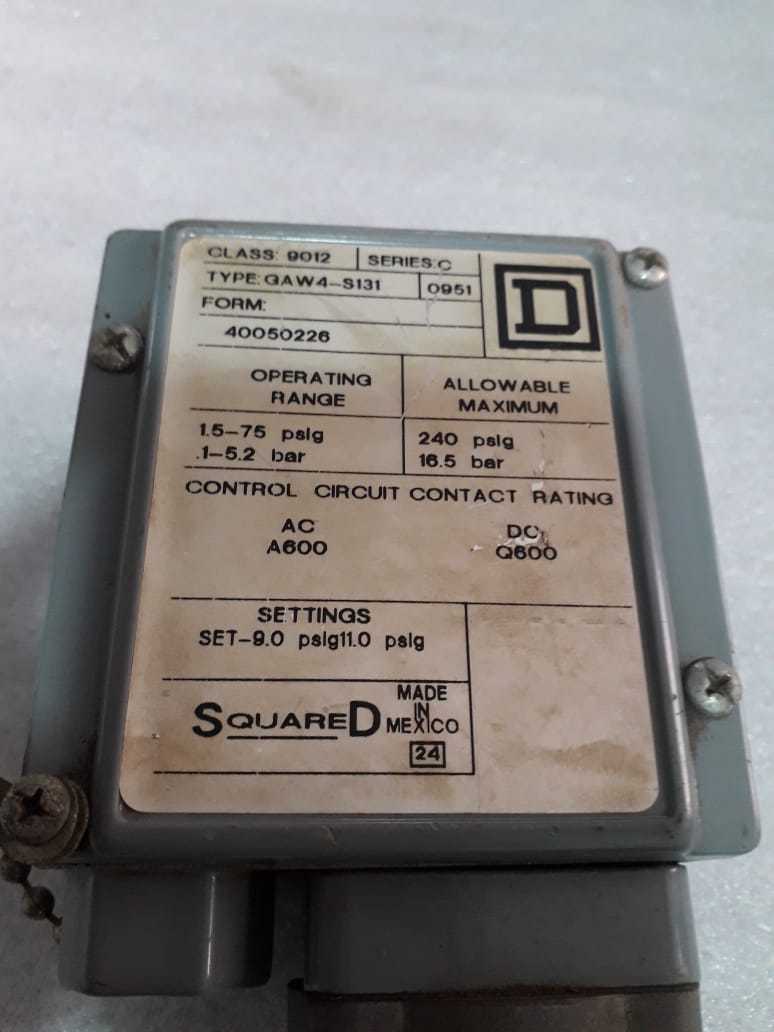 CLASS: 9012 SERIES: C
TYPE: GAW4-S131 0951
FORM:
40050226
D
OPERATING RANGE ALLOWABLE MAXIMUM
1.5-75 psig 240 psig
.1-5.2 bar 16.5 bar
CONTROL CIRCUIT CONTACT RATING
AC DC
A600 Q600
SETTINGS
SET-9.0 psig11.0 psig
SQUARE D MADE IN MEXICO
24